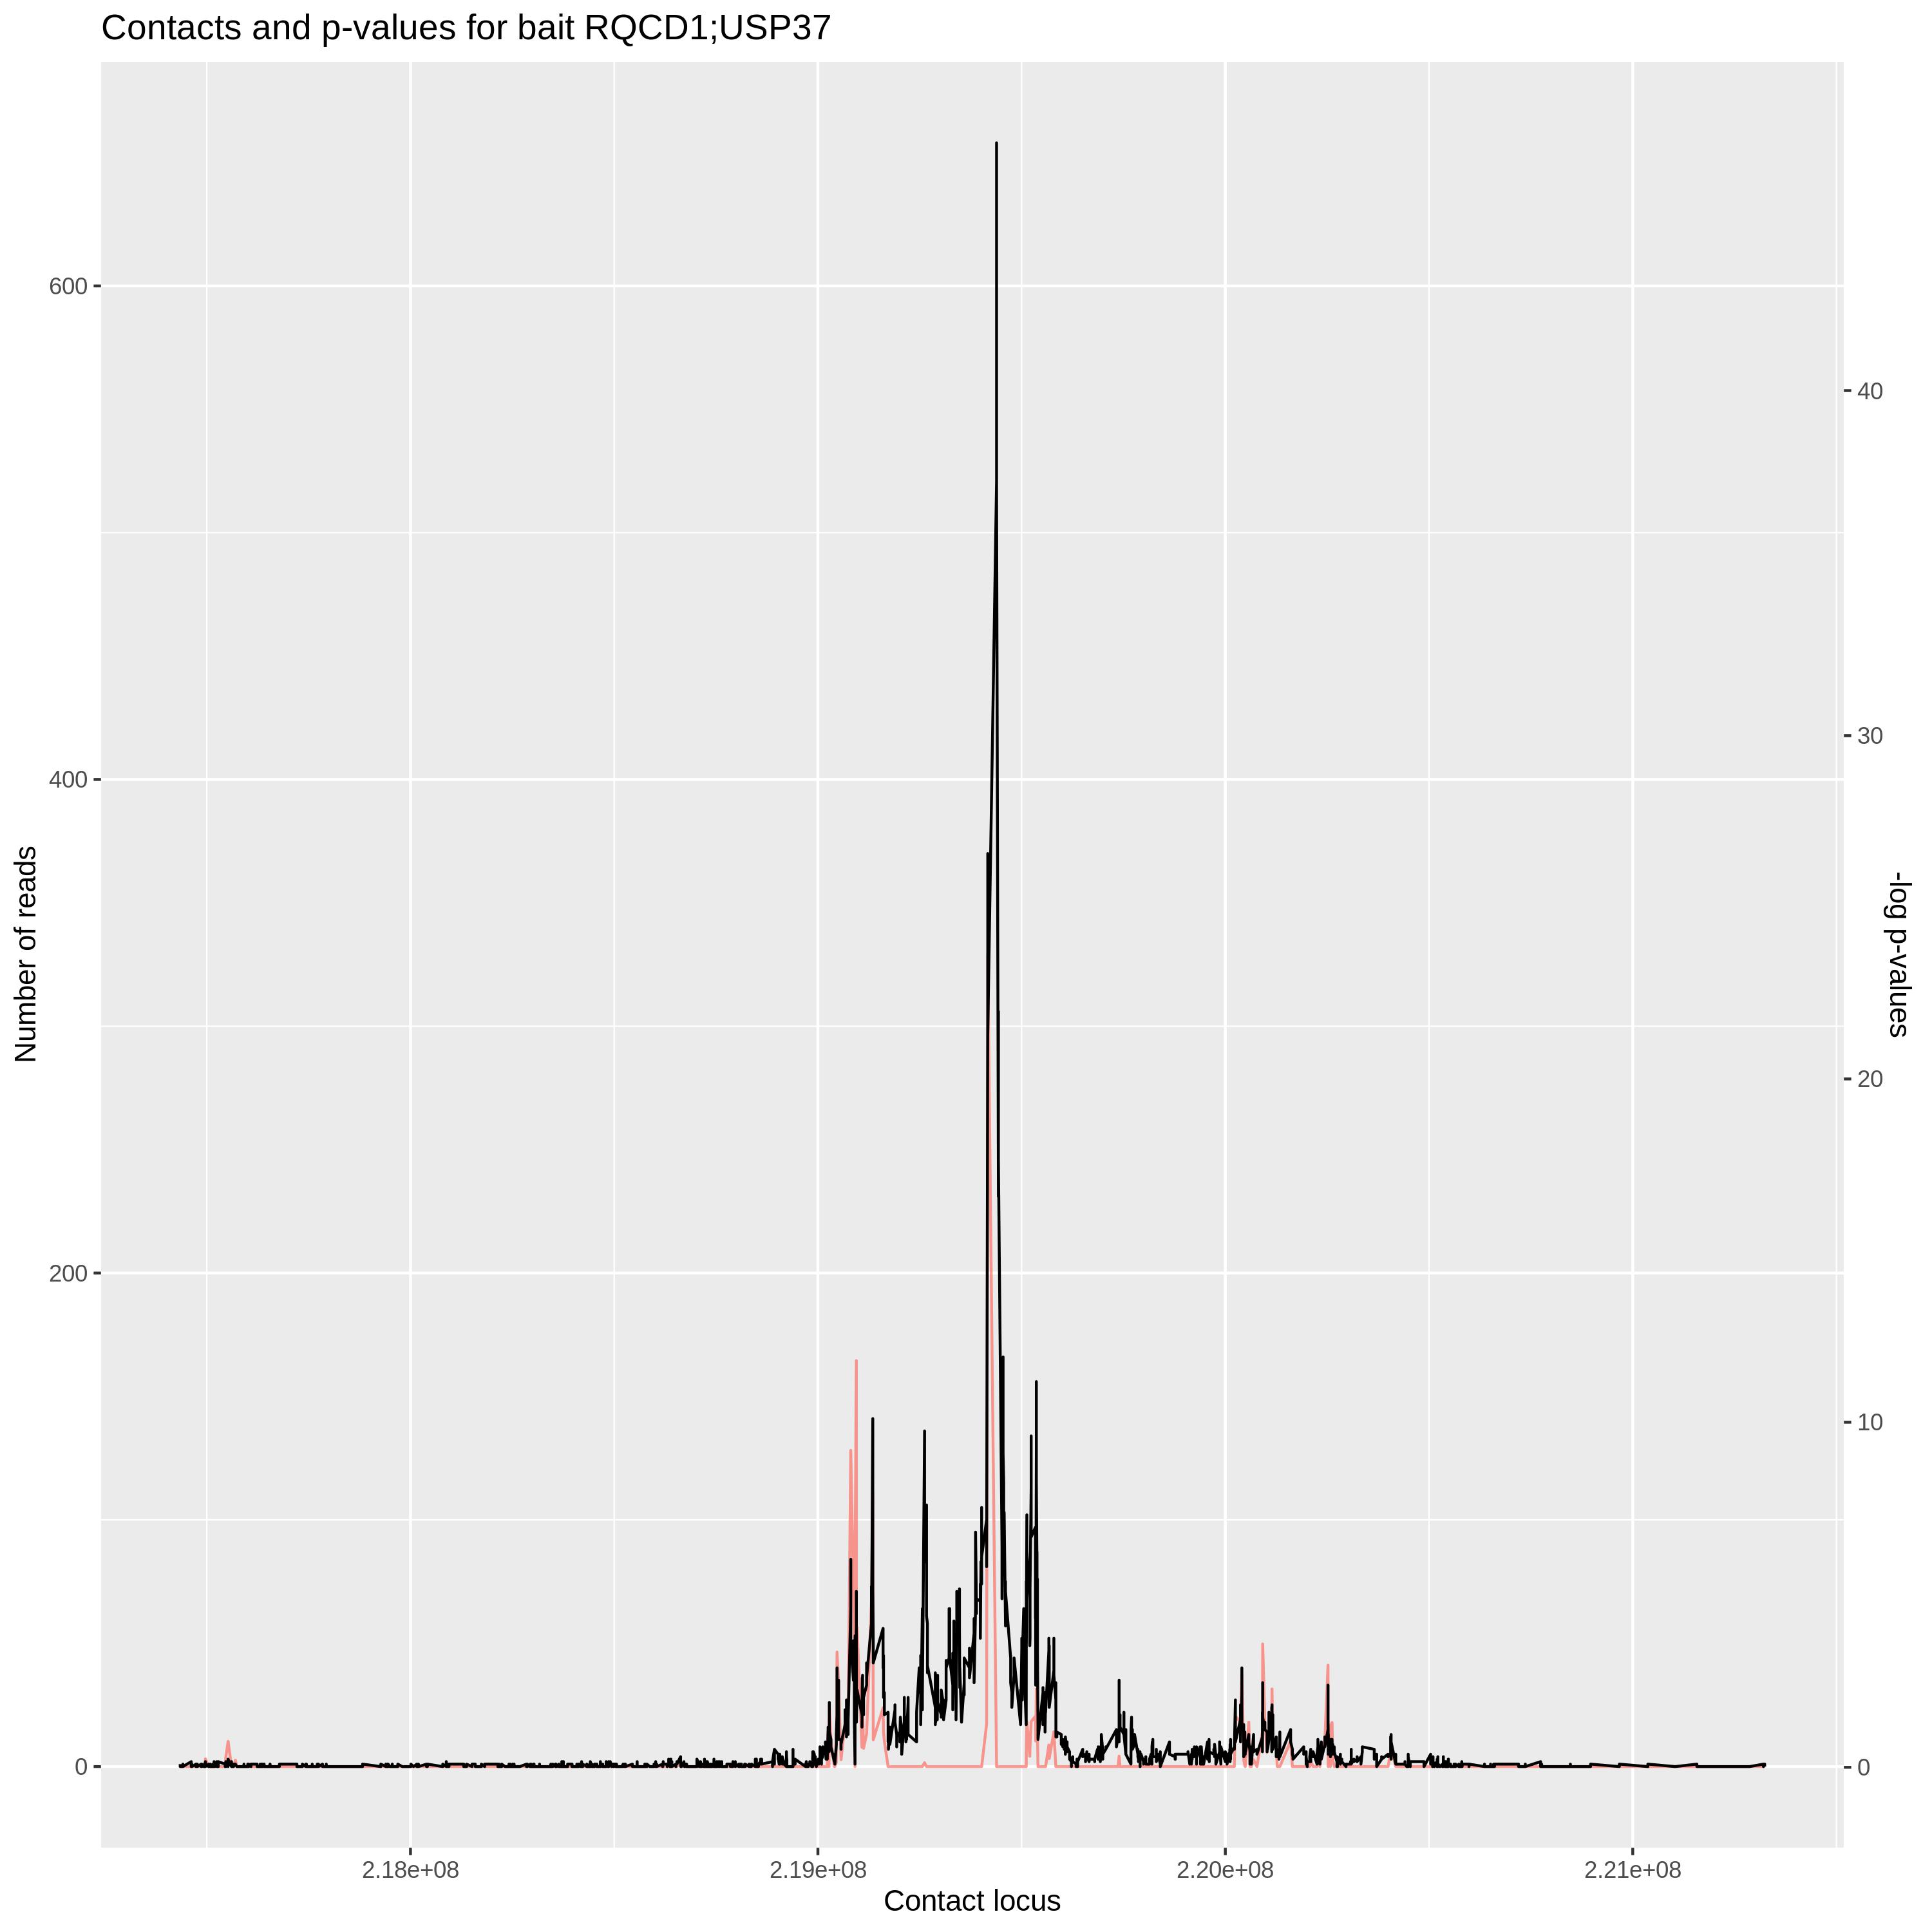 Contacts and p-values for bait RQCD1;USP37
600
400
200
0
Number of reads
40
30
20
10
0
-log p-values
2.18e+08
2.19e+08
2.20e+08
2.21e+08
Contact locus